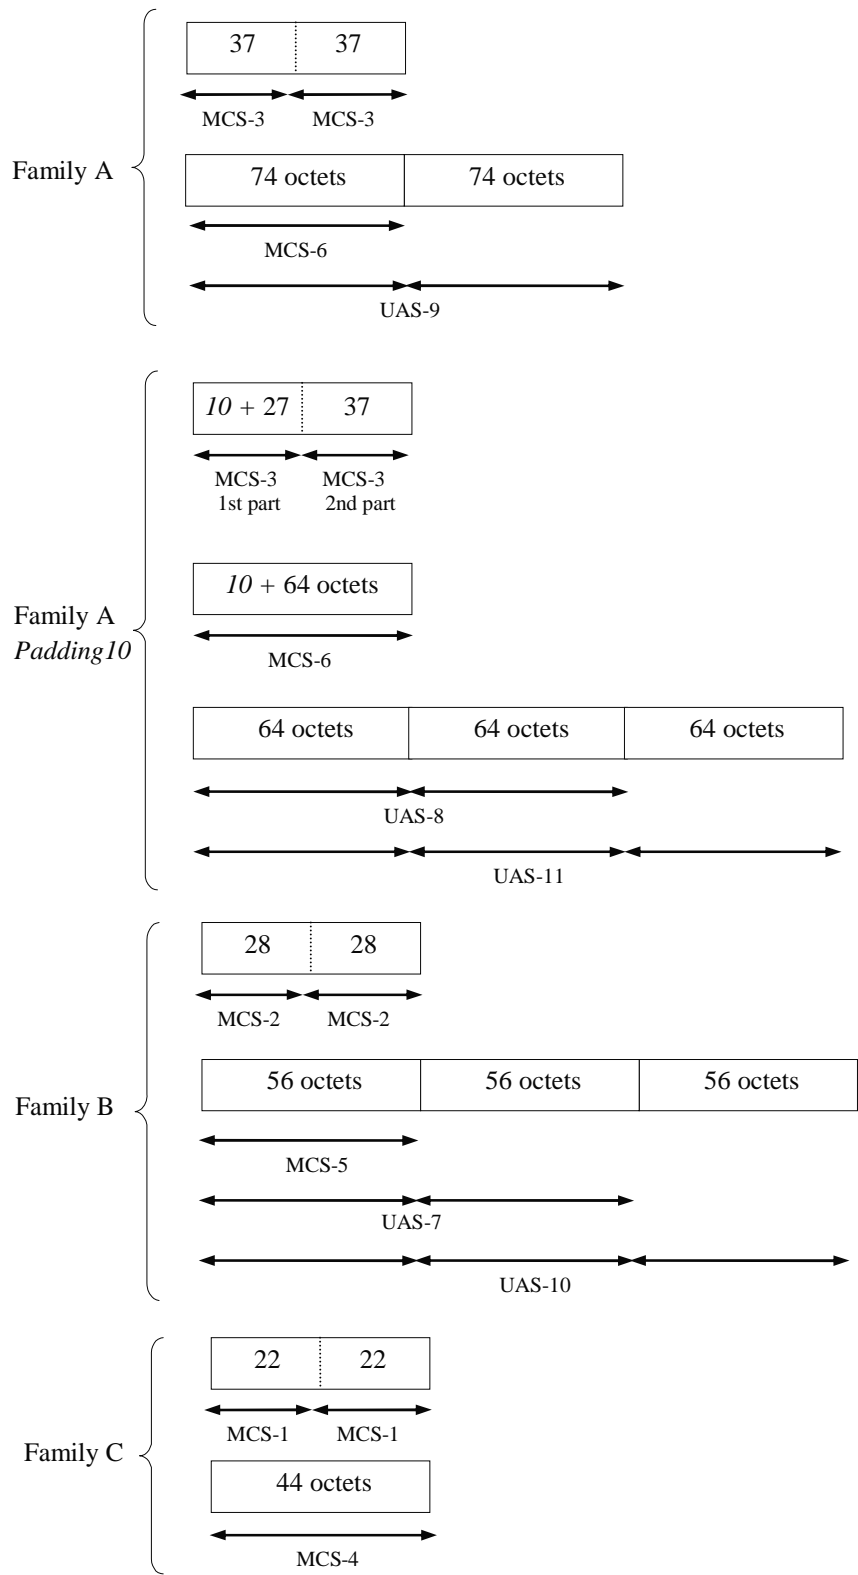 37 37
MCS-3 MCS-3
Family A
74 octets 74 octets
MCS-6
UAS-9
10 + 27 37
MCS-3 MCS-3
1st part 2nd part
10 + 64 octets
Family A
Padding10
MCS-6
64 octets 64 octets 64 octets
UAS-8
UAS-11
28 28
MCS-2 MCS-2
56 octets 56 octets 56 octets
Family B
MCS-5
UAS-7
UAS-10
22 22
MCS-1 MCS-1
Family C
44 octets
MCS-4